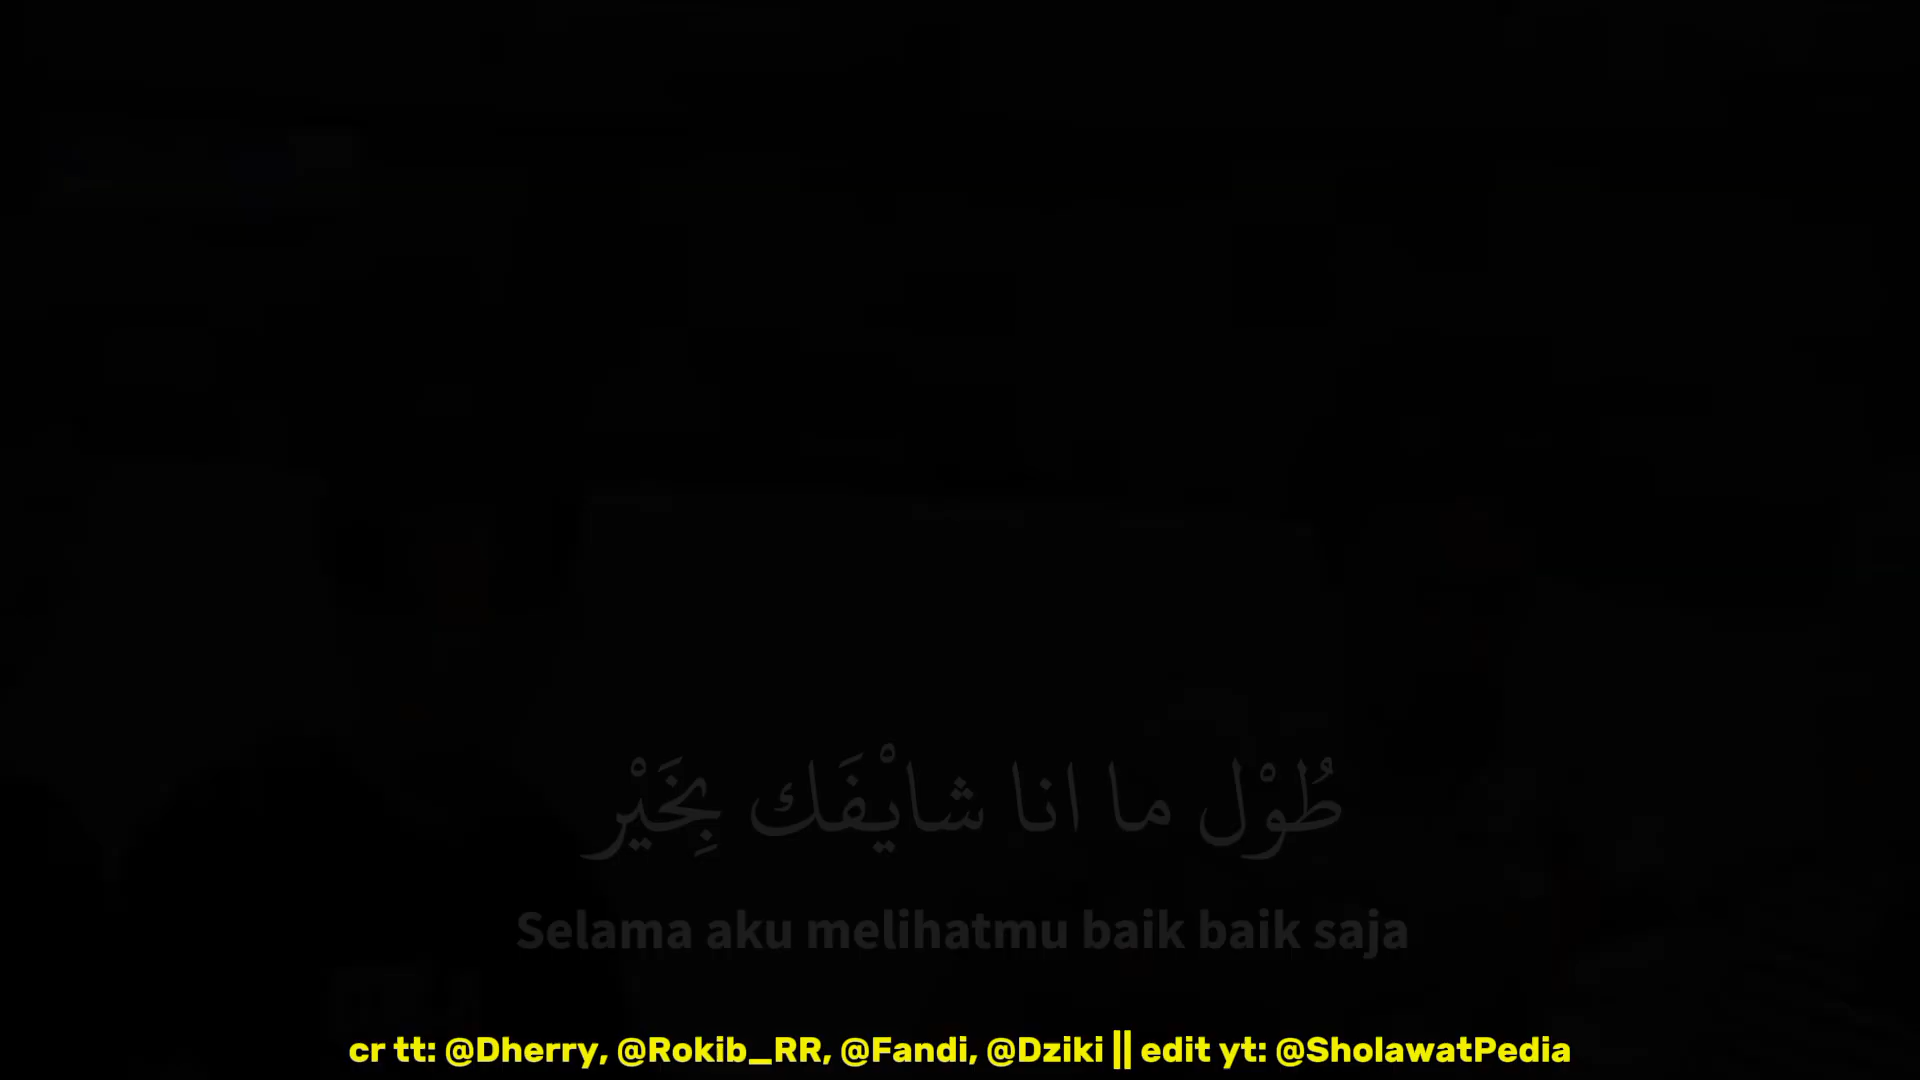 طُوْل ما انا شايْفَك بِخَيْر
Selama aku melihatmu baik baik saja
cr tt: @Dherry, @Rokib_RR, @Fandi, @Dziki || edit yt: @SholawatPedia